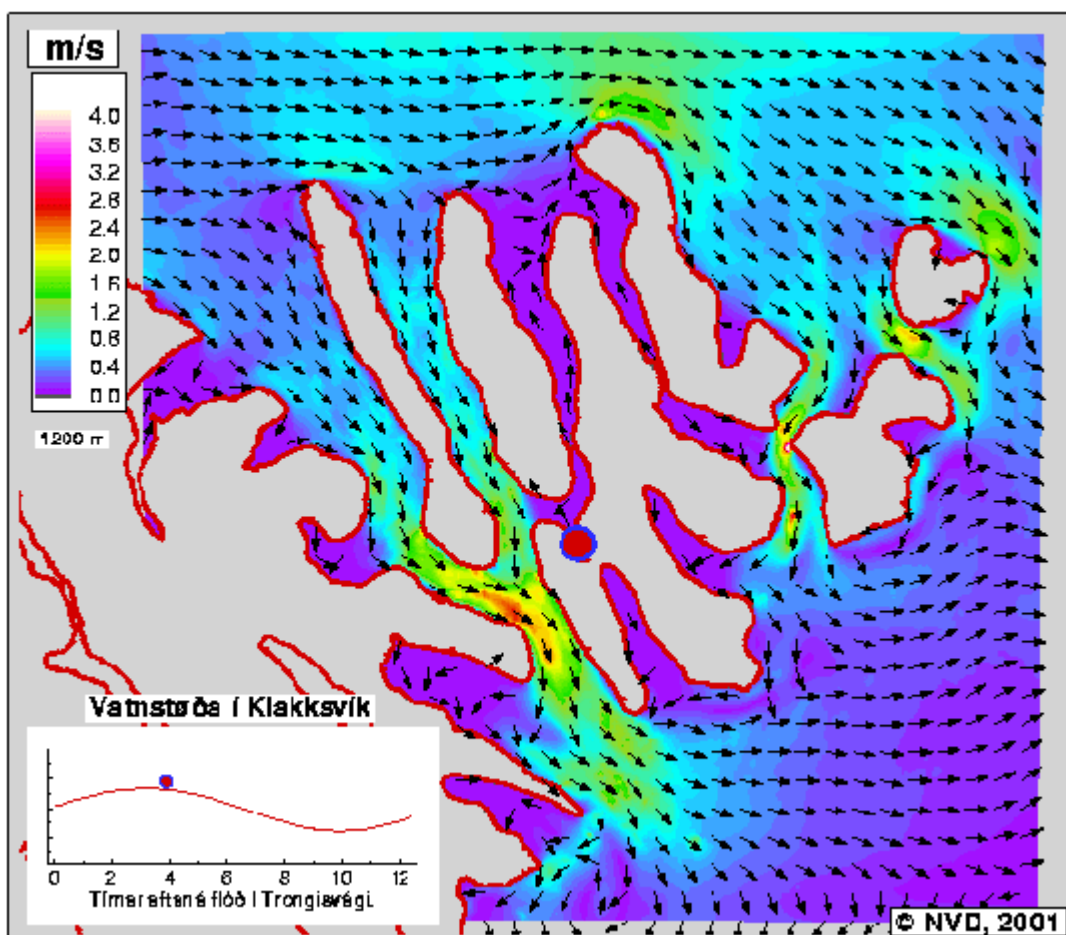 m/s
4.0
3.6
3.2
2.8
2.4
2.0
1.6
1.2
0.8
0.4
0.0
1200 m
Vatnstøða í Klakksvík
0 2 4 6 8 10 12
Tímar aftaná flóð í Trongisvági.
© NVD, 2001